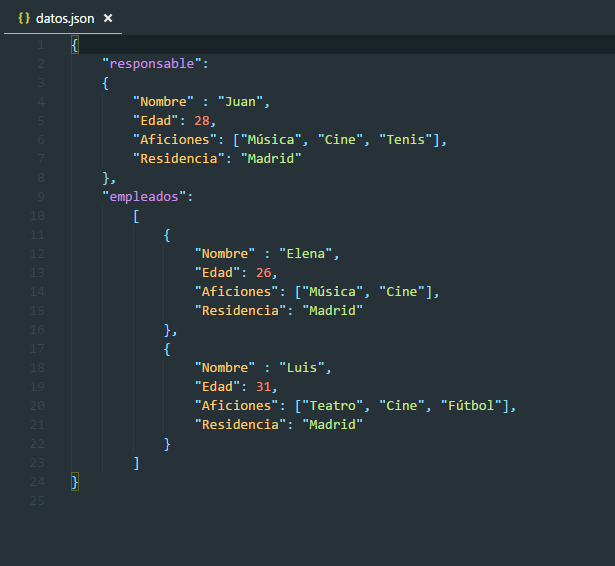 {} datos.json ×
1 {
2 "responsable":
3 {
4 "Nombre" : "Juan",
5 "Edad": 28,
6 "Aficiones": ["Música", "Cine", "Tenis"],
7 "Residencia": "Madrid"
8 },
9 "empleados":
10 [
11 {
12 "Nombre" : "Elena",
13 "Edad": 26,
14 "Aficiones": ["Música", "Cine"],
15 "Residencia": "Madrid"
16 },
17 {
18 "Nombre" : "Luis",
19 "Edad": 31,
20 "Aficiones": ["Teatro", "Cine", "Fútbol"],
21 "Residencia": "Madrid"
22 }
23 ]
24 }
25